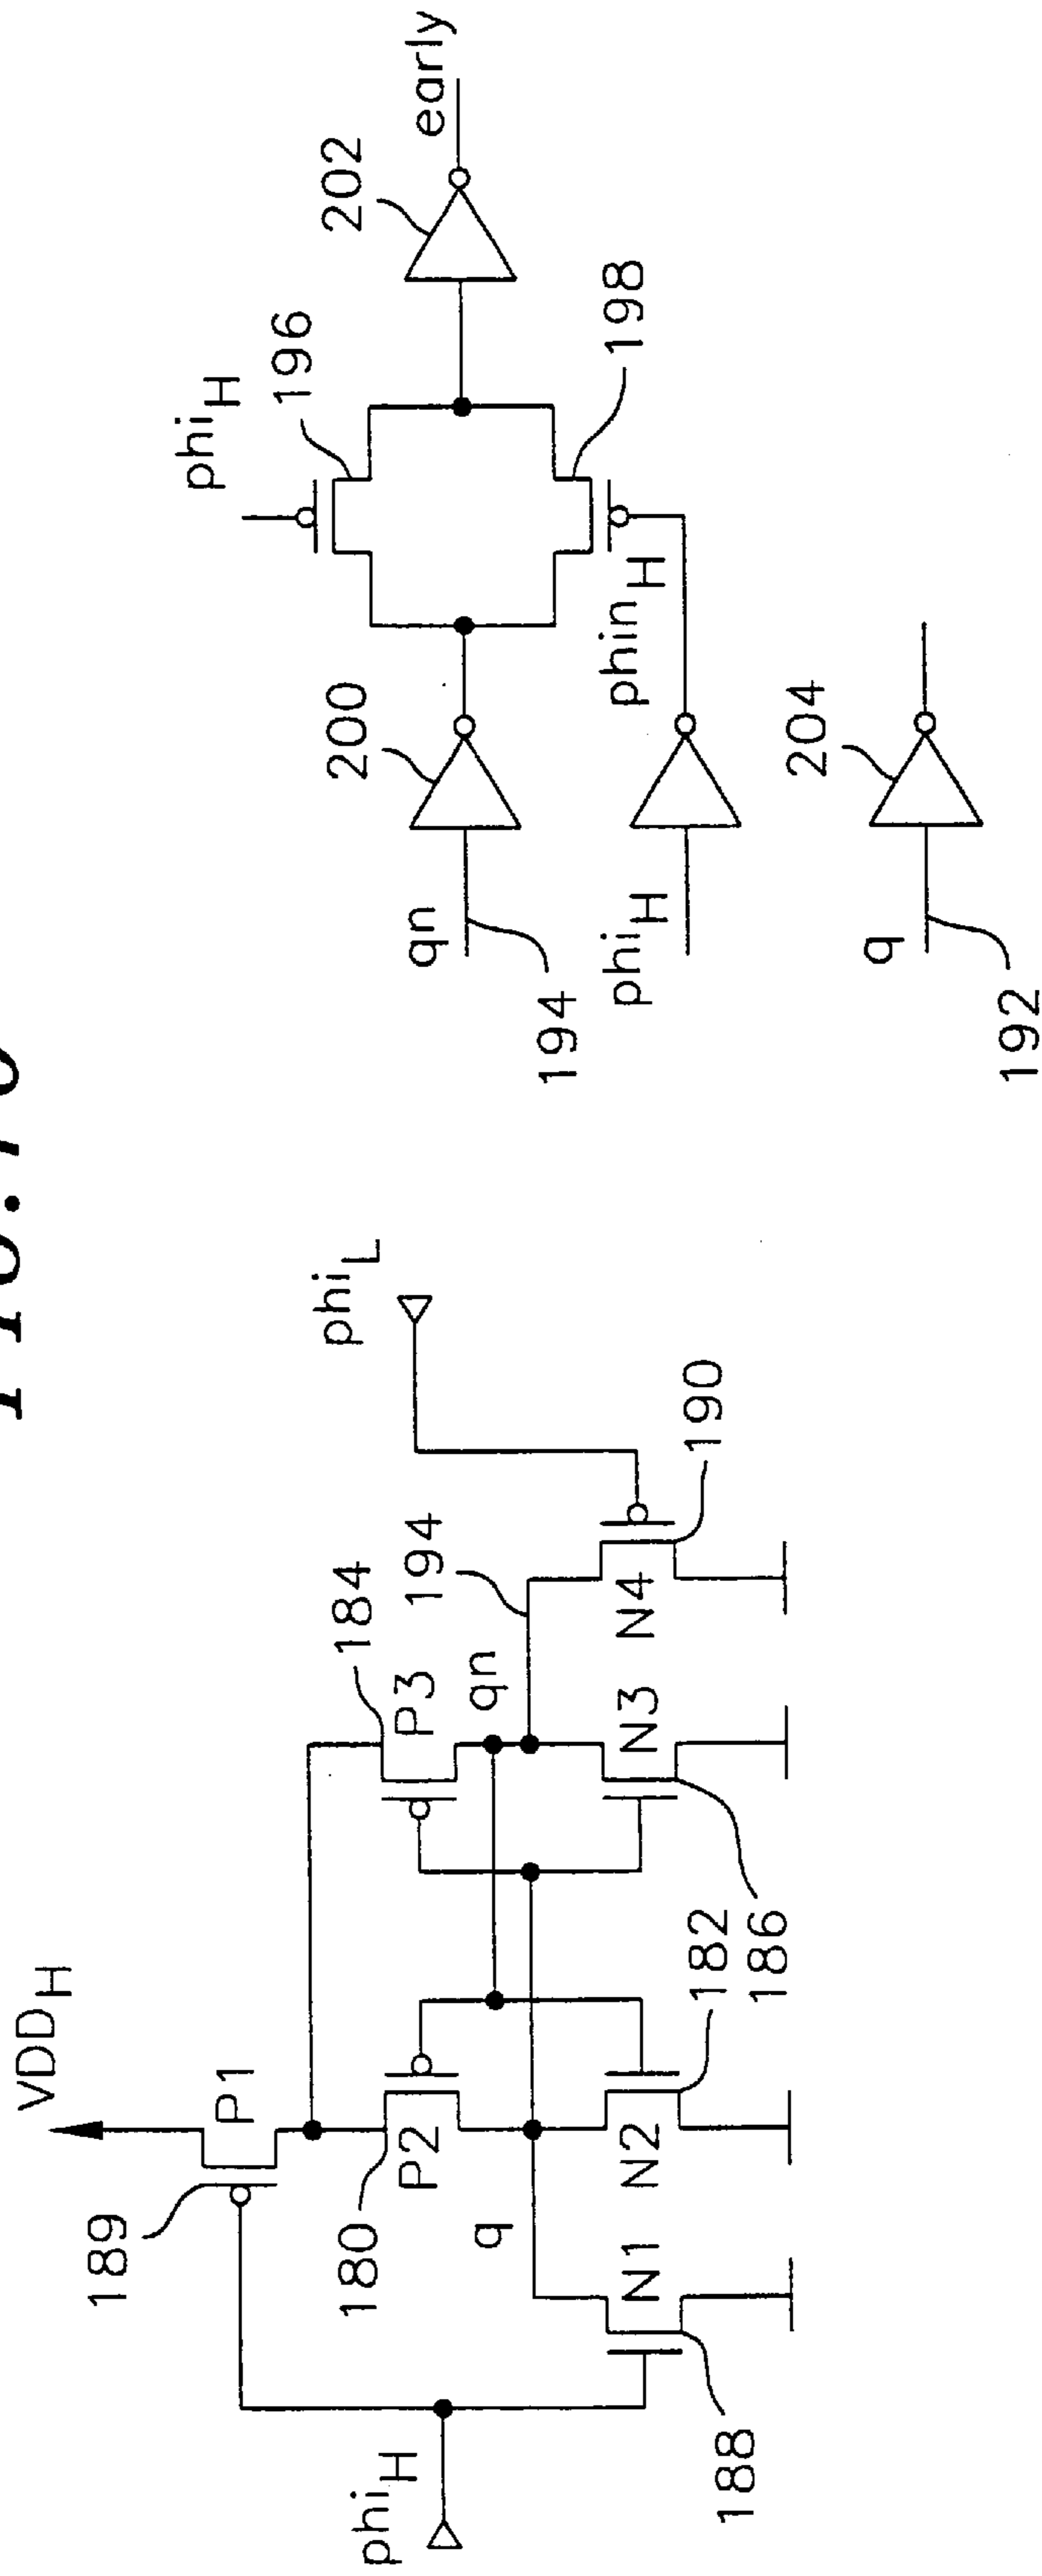 VDD_H
189
P1
phi_H
180
P2
184
P3
194
phi_L
q
qn
N1
N2
N3
N4
188
182
186
190
phi_H
196
early
202
200
qn
194
198
phin_H
phi_H
204
q
192